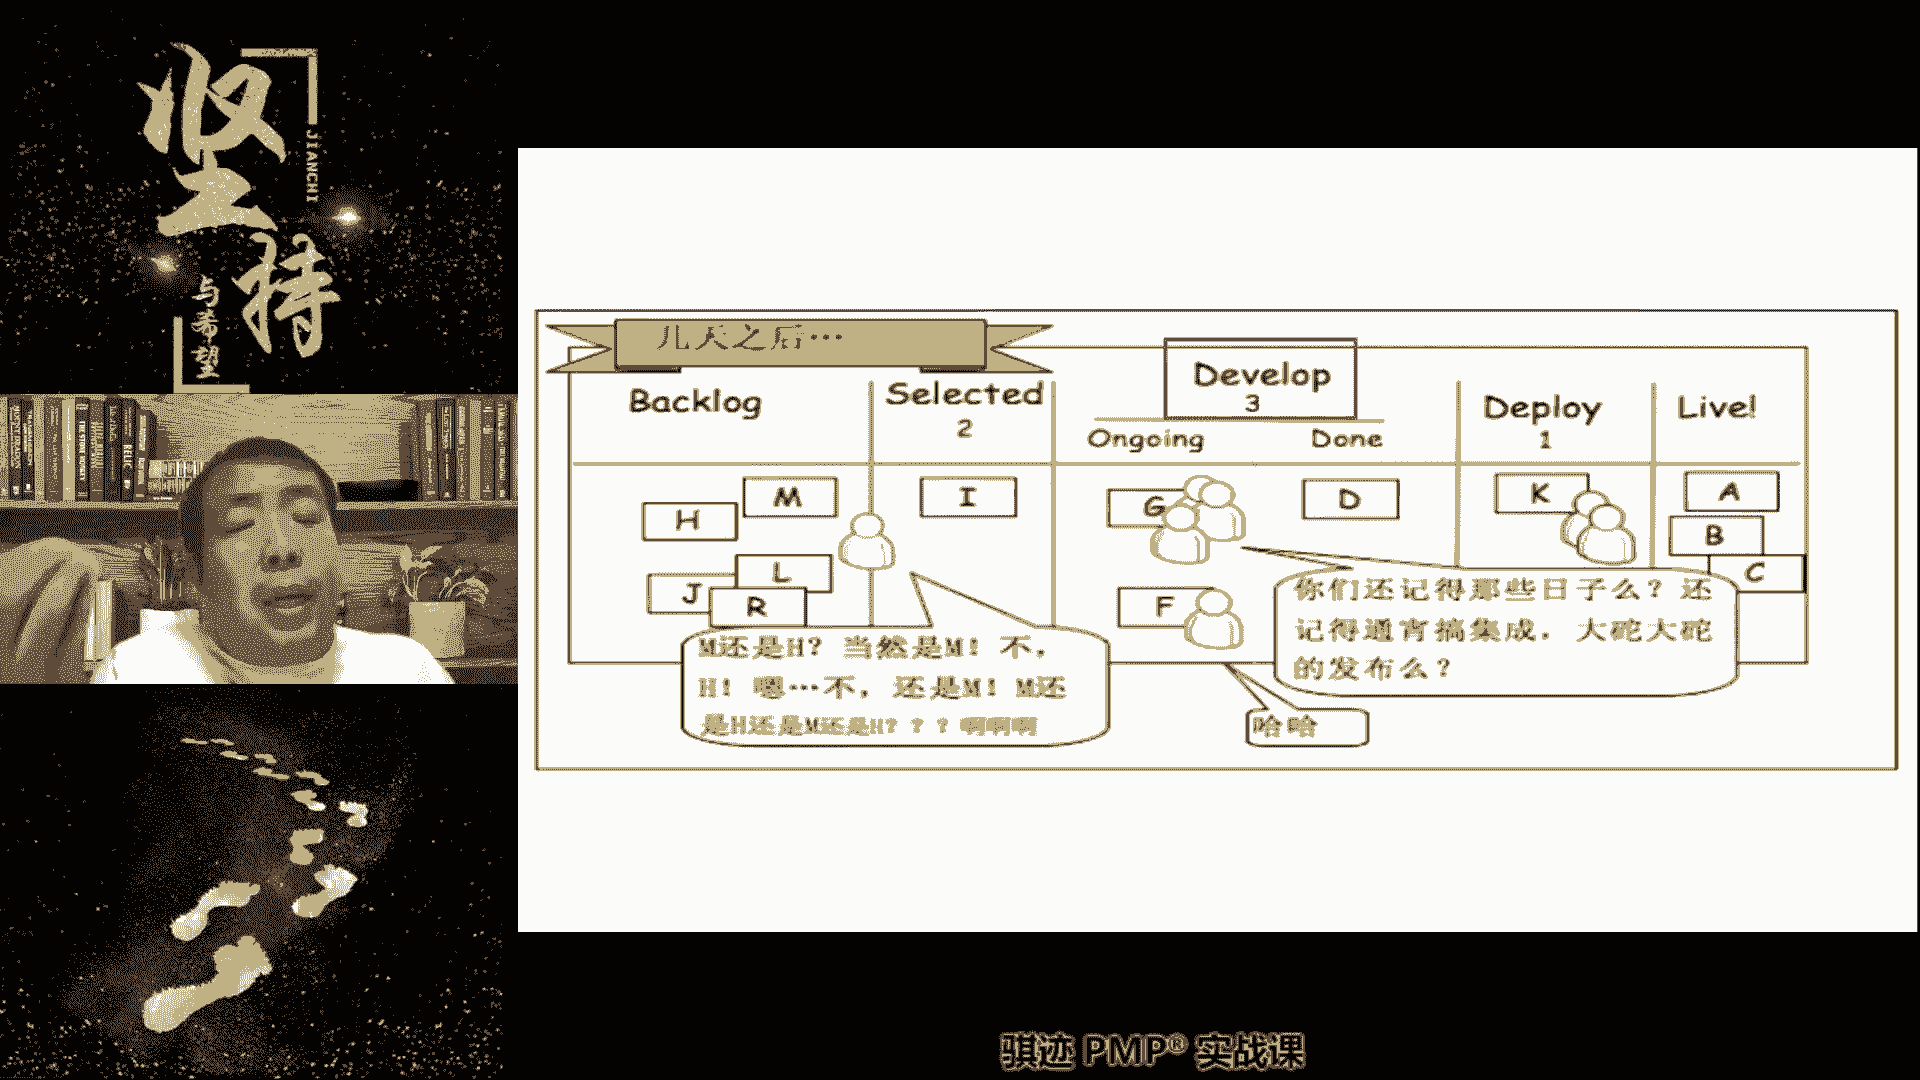 坚持
JIANCHI
与希望
几天之后…
Backlog
Selected
2
Develop
3
Ongoing
Done
Deploy
1
Live!
H
M
J
L
R
I
G
D
F
K
A
B
C
M还是H？当然是M！不，
H！嗯…不，还是M！M还
是H还是M还是H？？？啊啊啊
你们还记得那些日子么？还
记得通宵搞集成，大砣大砣
的发布么？
哈哈
骐迹 PMP® 实战课